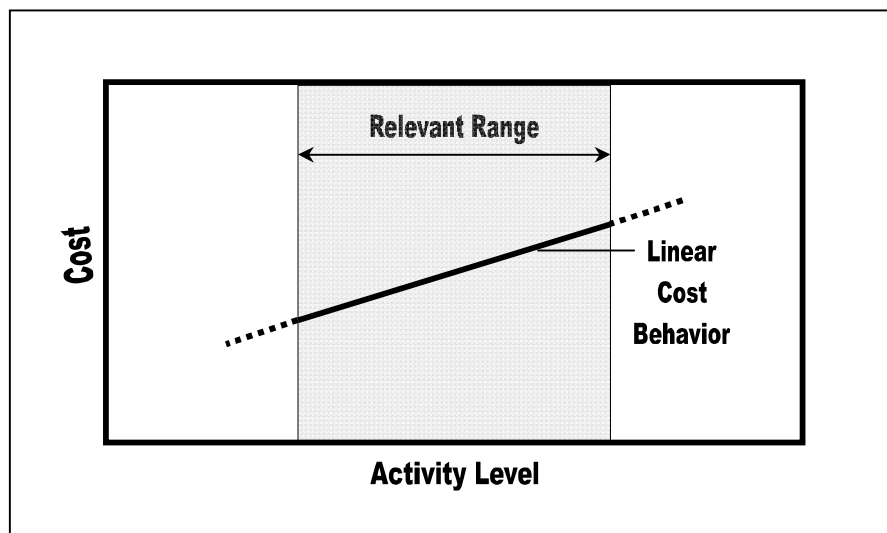 Relevant Range
Cost
Linear
Cost
Behavior
Activity Level